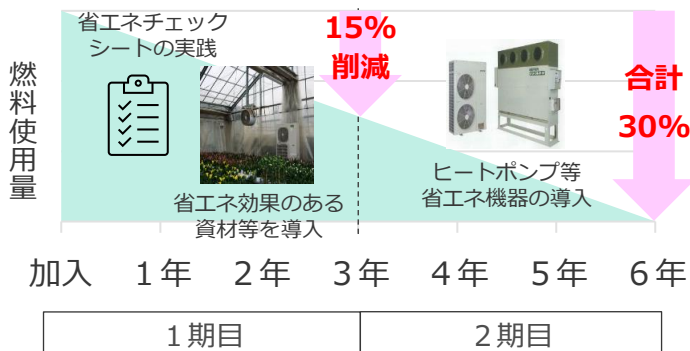 省エネチェック
シートの実践
15%
削減
合計
30%
燃料使用量
省エネ効果のある
資材等を導入
ヒートポンプ等
省エネ機器の導入
加入 1年 2年 3年 4年 5年 6年
1期目 2期目